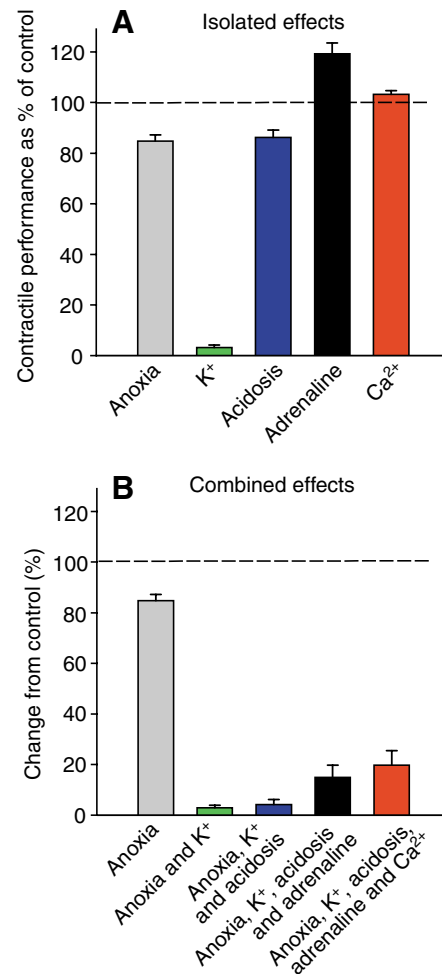 A Isolated effects
Contractile performance as % of control
120
100
80
60
40
20
0
Anoxia
K⁺
Acidosis
Adrenaline
Ca²⁺
B Combined effects
Change from control (%)
120
100
80
60
40
20
0
Anoxia
Anoxia and K⁺
Anoxia, K⁺
and acidosis
Anoxia, K⁺, acidosis
and adrenaline
Anoxia, K⁺, acidosis,
adrenaline and Ca²⁺